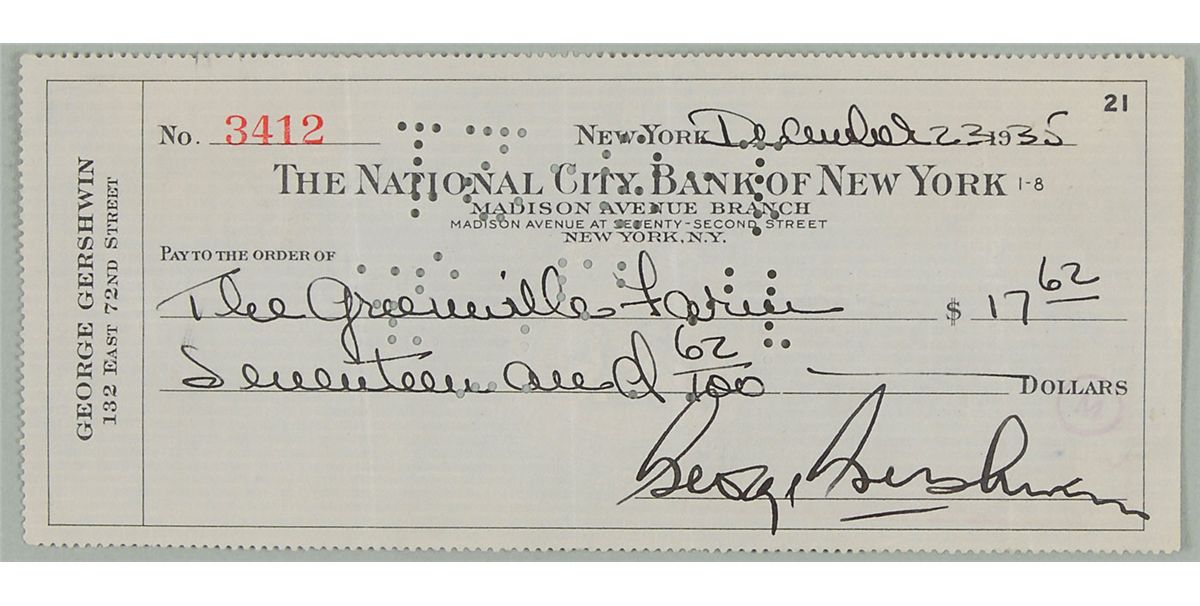 21
No. 3412 NEW YORK December 23 1935
THE NATIONAL CITY BANK OF NEW YORK 1-8
MADISON AVENUE BRANCH
MADISON AVENUE AT SEVENTY-SECOND STREET
NEW YORK, N.Y.
PAY TO THE ORDER OF
The Greenville Farm $ 17 62
Seventeen and 62/100 DOLLARS
George Gershwin
GEORGE GERSHWIN
132 EAST 72ND STREET